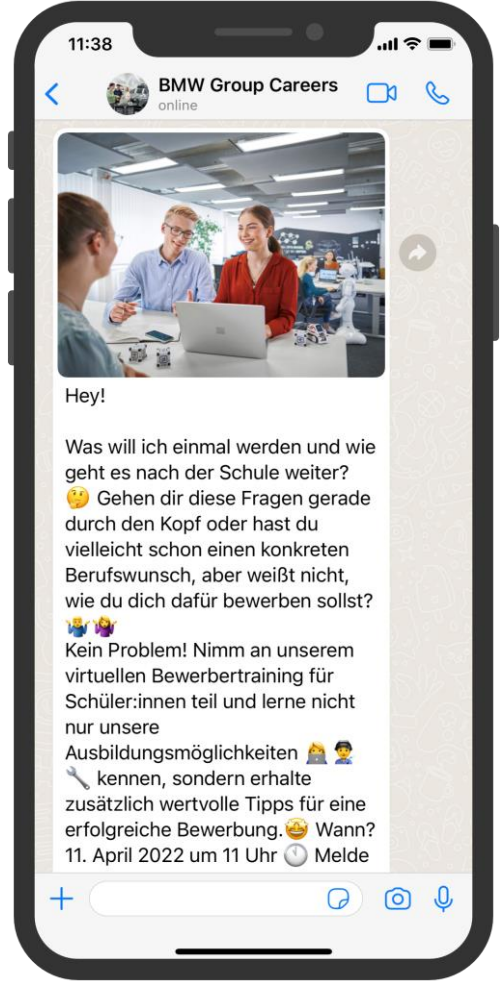 11:38
BMW Group Careers
online
Hey!
Was will ich einmal werden und wie
geht es nach der Schule weiter?
🤔 Gehen dir diese Fragen gerade
durch den Kopf oder hast du
vielleicht schon einen konkreten
Berufswunsch, aber weißt nicht,
wie du dich dafür bewerben sollst?
🤷‍♂️🤷‍♀️
Kein Problem! Nimm an unserem
virtuellen Bewerbertraining für
Schüler:innen teil und lerne nicht
nur unsere
Ausbildungsmöglichkeiten 👩‍💻 👨‍🏭
🔧 kennen, sondern erhalte
zusätzlich wertvolle Tipps für eine
erfolgreiche Bewerbung.🤩 Wann?
11. April 2022 um 11 Uhr 🕚 Melde